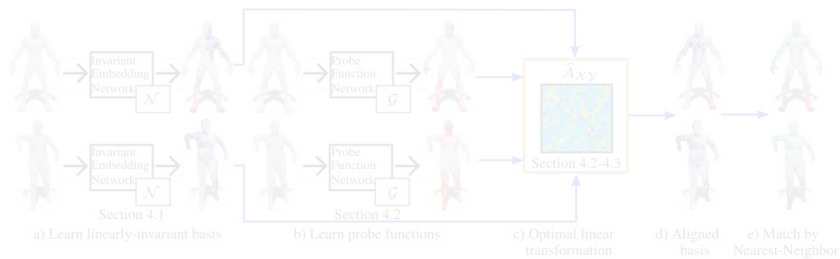 Invariant
Embedding
Network
𝒩
Probe
Function
Network
𝒢
Â𝒳𝒴
Section 4.2-4.3
Invariant
Embedding
Network
𝒩
Probe
Function
Network
𝒢
Section 4.1
Section 4.2
a) Learn linearly-invariant basis
b) Learn probe functions
c) Optimal linear
transformation
d) Aligned
basis
e) Match by
Nearest-Neighbor